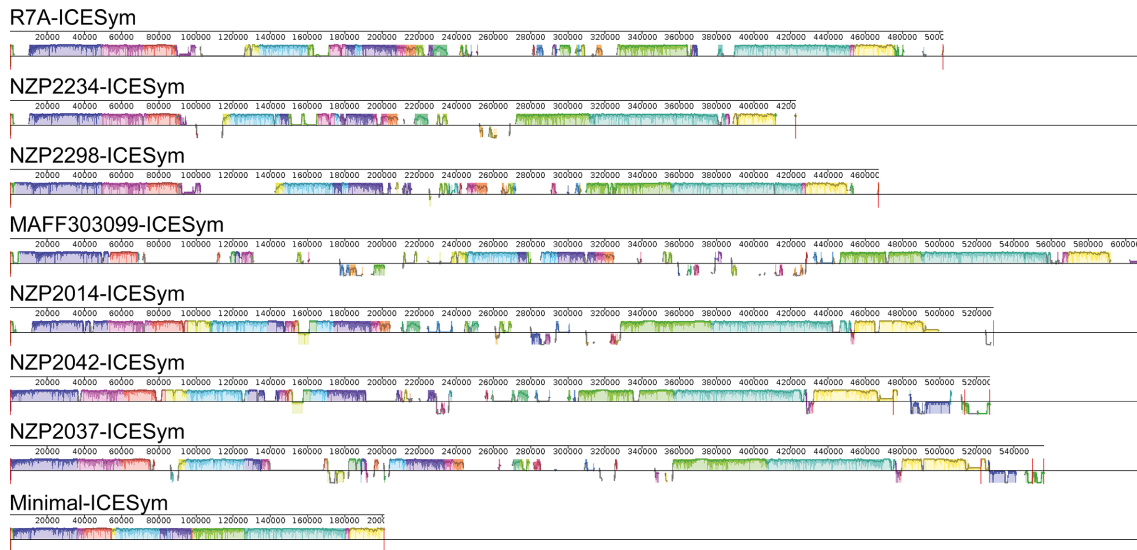 R7A-ICESym
20000 40000 60000 80000 100000 120000 140000 160000 180000 200000 220000 240000 260000 280000 300000 320000 340000 360000 380000 400000 420000 440000 460000 480000 5000
NZP2234-ICESym
20000 40000 60000 80000 100000 120000 140000 160000 180000 200000 220000 240000 260000 280000 300000 320000 340000 360000 380000 400000 4200
NZP2298-ICESym
20000 40000 60000 80000 100000 120000 140000 160000 180000 200000 220000 240000 260000 280000 300000 320000 340000 360000 380000 400000 420000 440000 460000
MAFF303099-ICESym
20000 40000 60000 80000 100000 120000 140000 160000 180000 200000 220000 240000 260000 280000 300000 320000 340000 360000 380000 400000 420000 440000 460000 480000 500000 520000 540000 560000 580000 600000
NZP2014-ICESym
20000 40000 60000 80000 100000 120000 140000 160000 180000 200000 220000 240000 260000 280000 300000 320000 340000 360000 380000 400000 420000 440000 460000 480000 500000 520000
NZP2042-ICESym
20000 40000 60000 80000 100000 120000 140000 160000 180000 200000 220000 240000 260000 280000 300000 320000 340000 360000 380000 400000 420000 440000 460000 480000 500000 520000
NZP2037-ICESym
20000 40000 60000 80000 100000 120000 140000 160000 180000 200000 220000 240000 260000 280000 300000 320000 340000 360000 380000 400000 420000 440000 460000 480000 500000 520000 540000
Minimal-ICESym
20000 40000 60000 80000 100000 120000 140000 160000 180000 2000